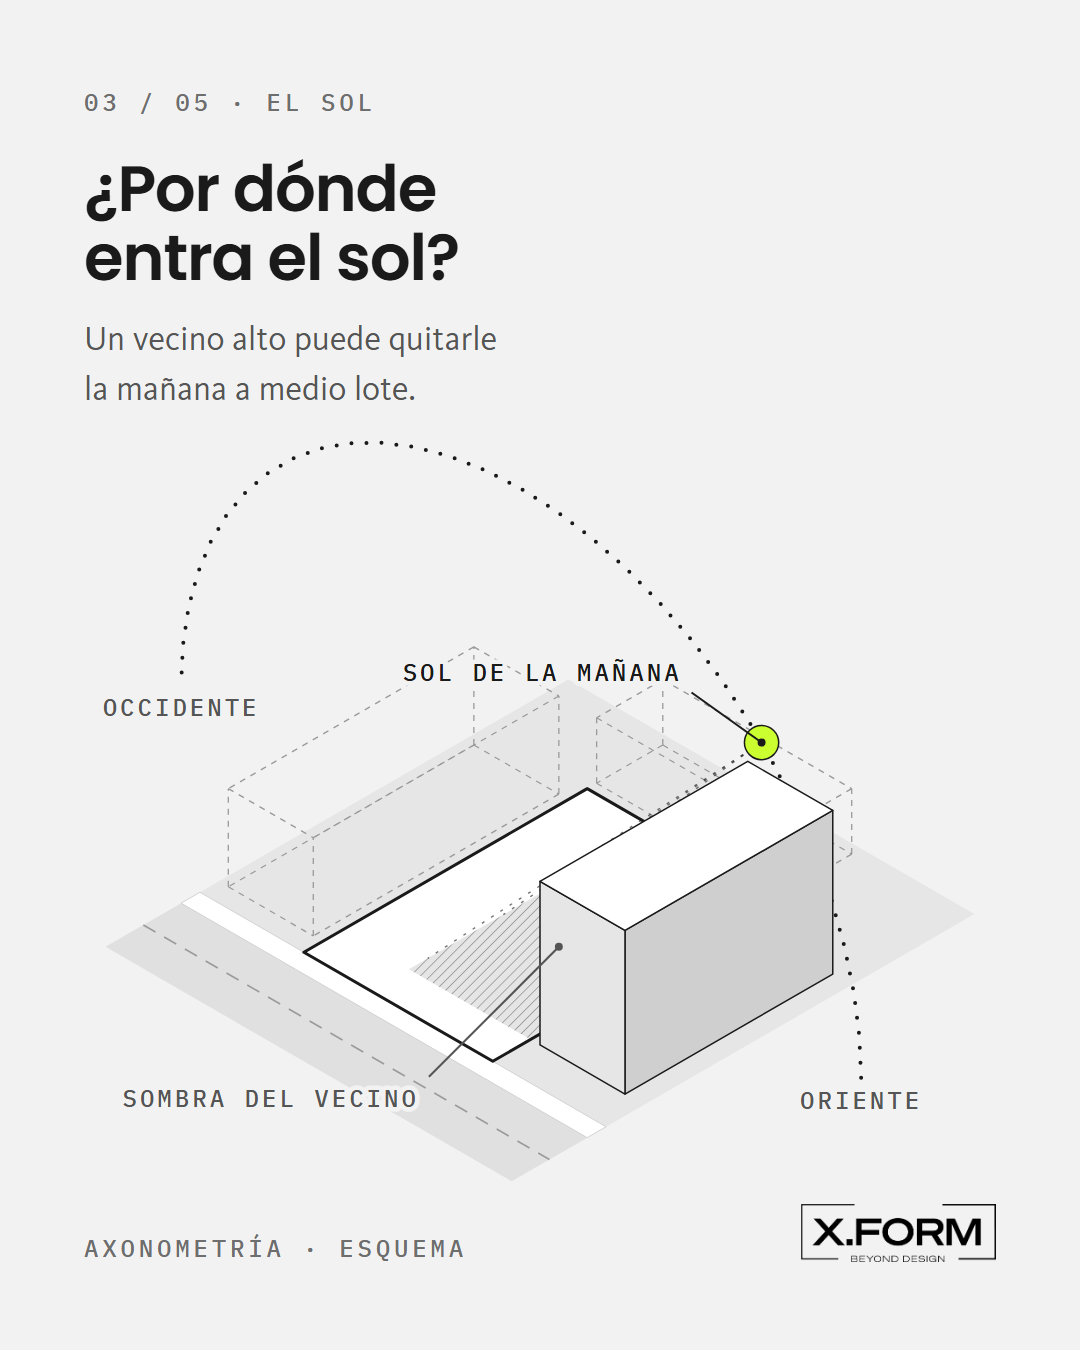 03 / 05 · EL SOL
¿Por dónde
entra el sol?
Un vecino alto puede quitarle
la mañana a medio lote.
SOL DE LA MAÑANA
OCCIDENTE
SOMBRA DEL VECINO
ORIENTE
AXONOMETRÍA · ESQUEMA
X.FORM
BEYOND DESIGN